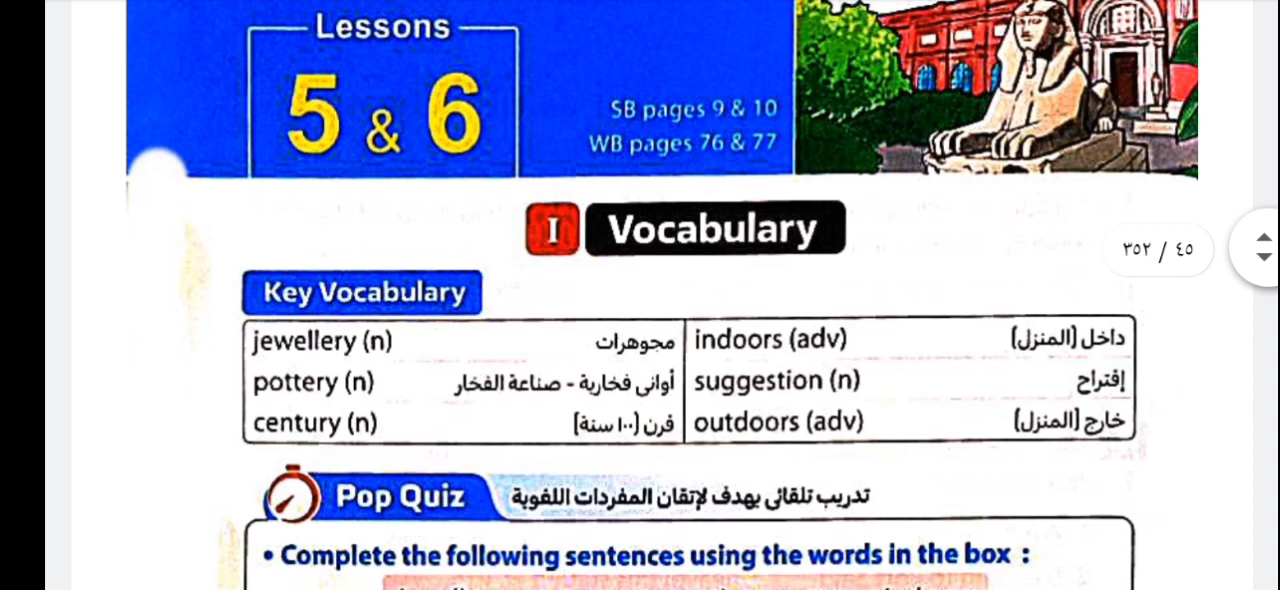 Lessons
5 & 6
SB pages 9 & 10
WB pages 76 & 77
I Vocabulary
٣٥٢ / ٤٥
Key Vocabulary
jewellery (n) مجوهرات indoors (adv) داخل (المنزل)
pottery (n) أوانى فخارية - صناعة الفخار suggestion (n) إقتراح
century (n) قرن (١٠٠ سنة) outdoors (adv) خارج (المنزل)
Pop Quiz تدريب تلقائى يهدف لإتقان المفردات اللغوية
• Complete the following sentences using the words in the box :